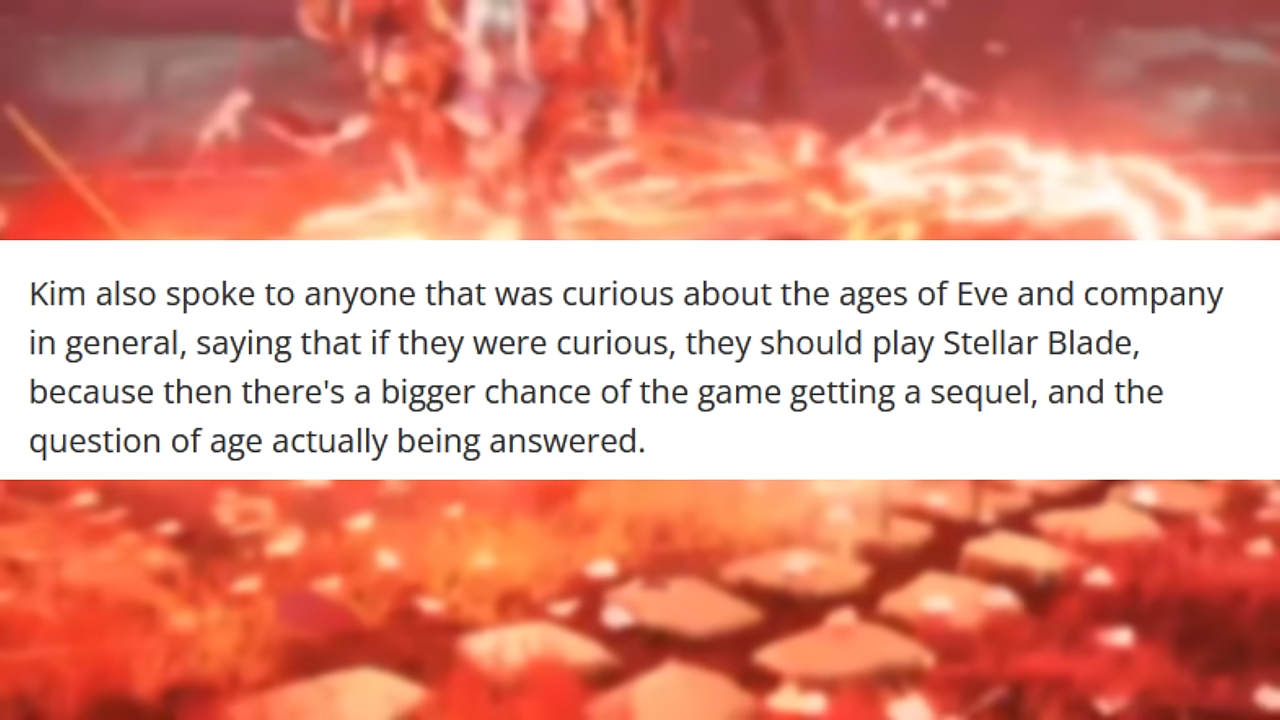 Kim also spoke to anyone that was curious about the ages of Eve and company
in general, saying that if they were curious, they should play Stellar Blade,
because then there's a bigger chance of the game getting a sequel, and the
question of age actually being answered.